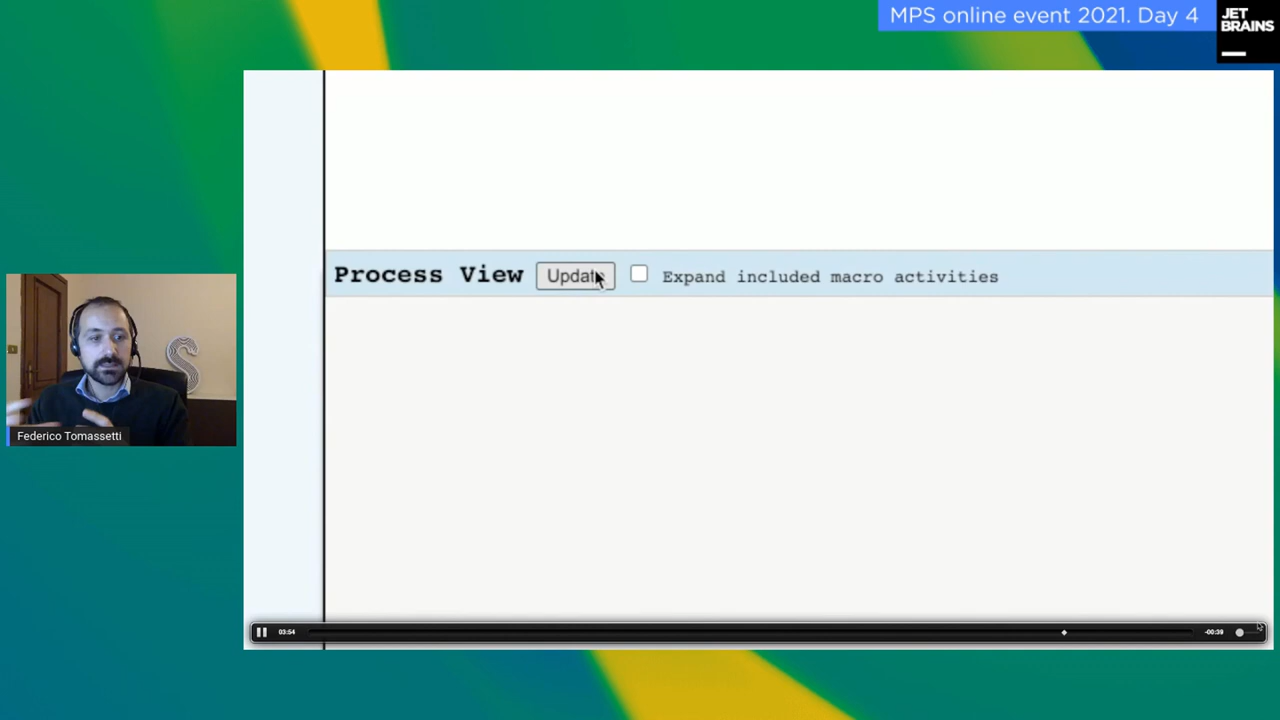 MPS online event 2021. Day 4
JET
BRAINS
Process View Update Expand included macro activities
Federico Tomassetti
03:54 -00:39